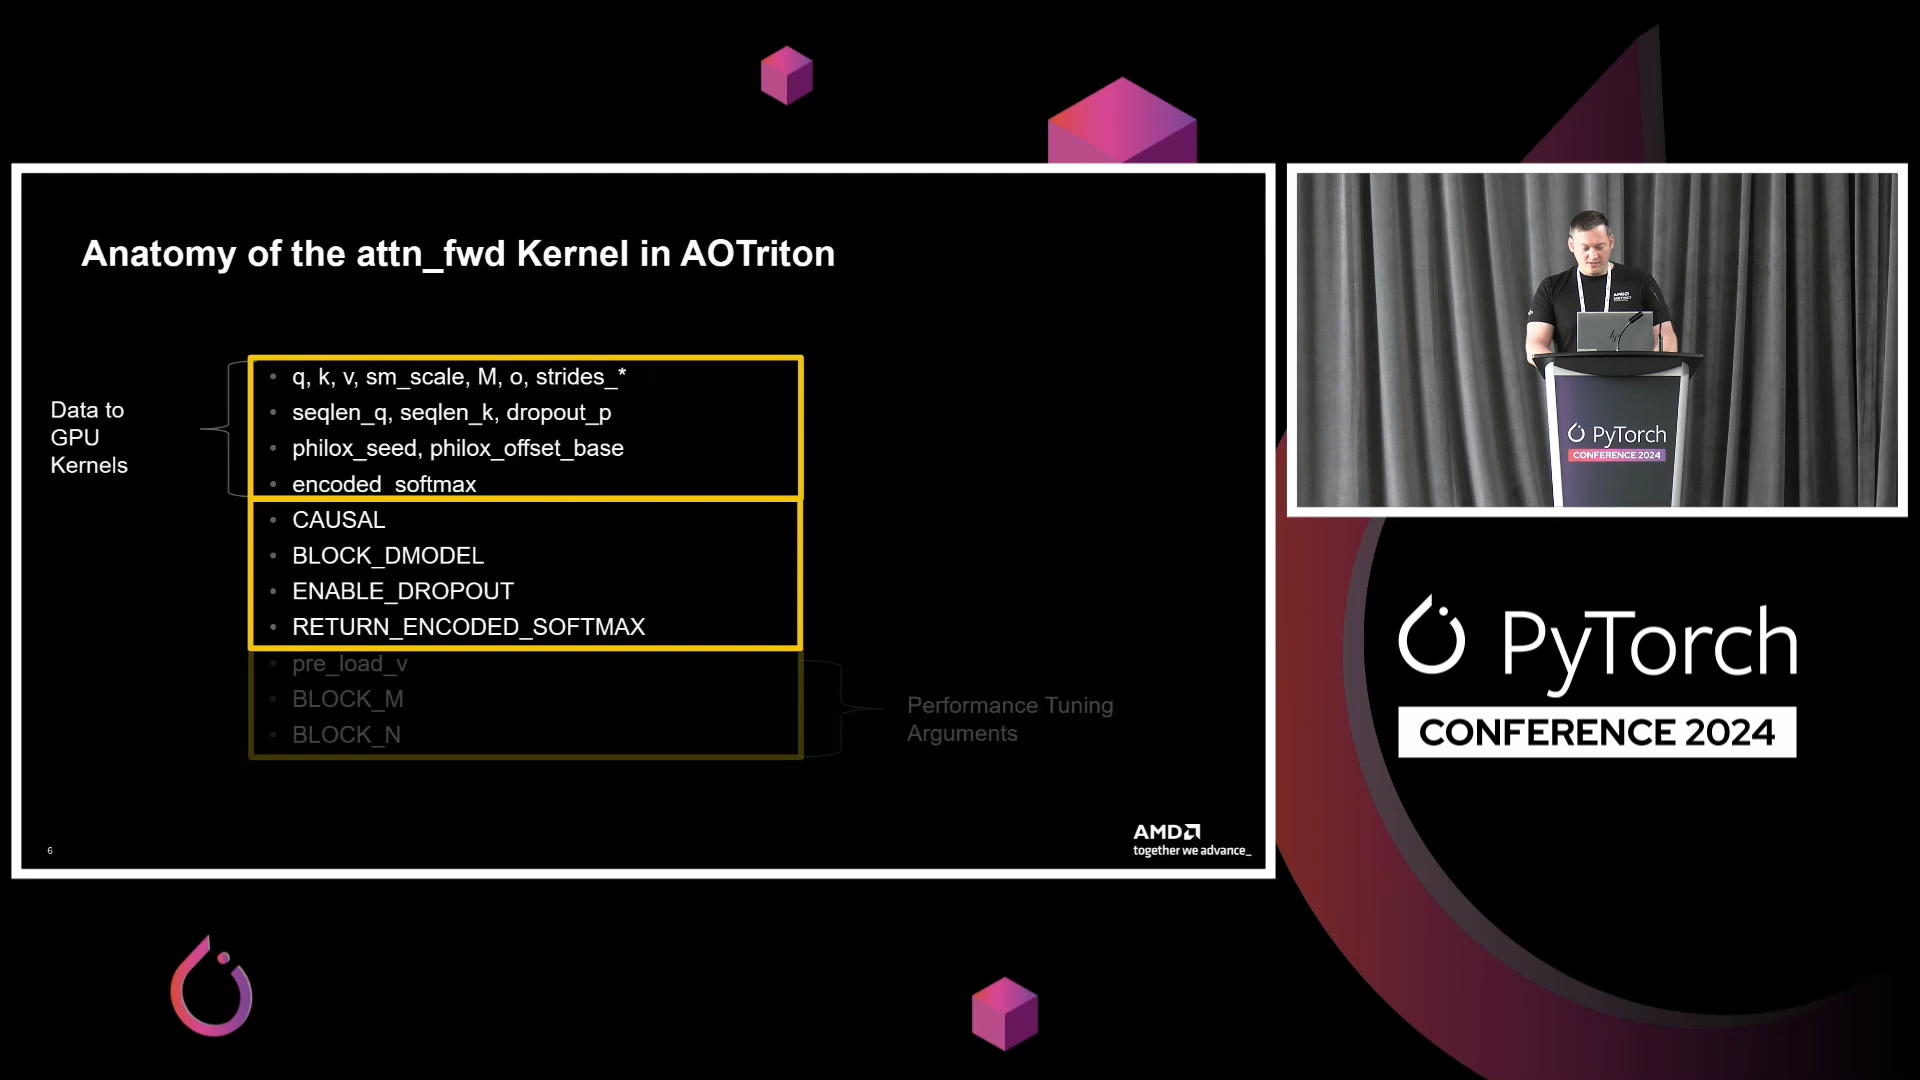 Anatomy of the attn_fwd Kernel in AOTriton
Data to
GPU
Kernels
• q, k, v, sm_scale, M, o, strides_*
• seqlen_q, seqlen_k, dropout_p
• philox_seed, philox_offset_base
• encoded_softmax
• CAUSAL
• BLOCK_DMODEL
• ENABLE_DROPOUT
• RETURN_ENCODED_SOFTMAX
• pre_load_v
• BLOCK_M
• BLOCK_N
Performance Tuning
Arguments
6
AMD
together we advance_
AMD
hp
PyTorch
CONFERENCE 2024
PyTorch
CONFERENCE 2024